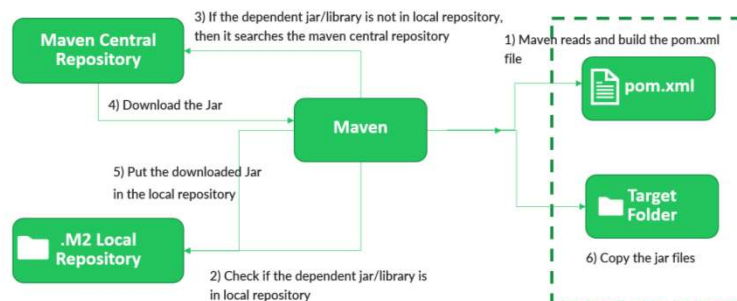 3) If the dependent jar/library is not in local repository,
then it searches the maven central repository
Maven Central
Repository
1) Maven reads and build the pom.xml
file
pom.xml
4) Download the Jar
Maven
5) Put the downloaded Jar
in the local repository
Target
Folder
.M2 Local
Repository
6) Copy the jar files
2) Check if the dependent jar/library is
in local repository